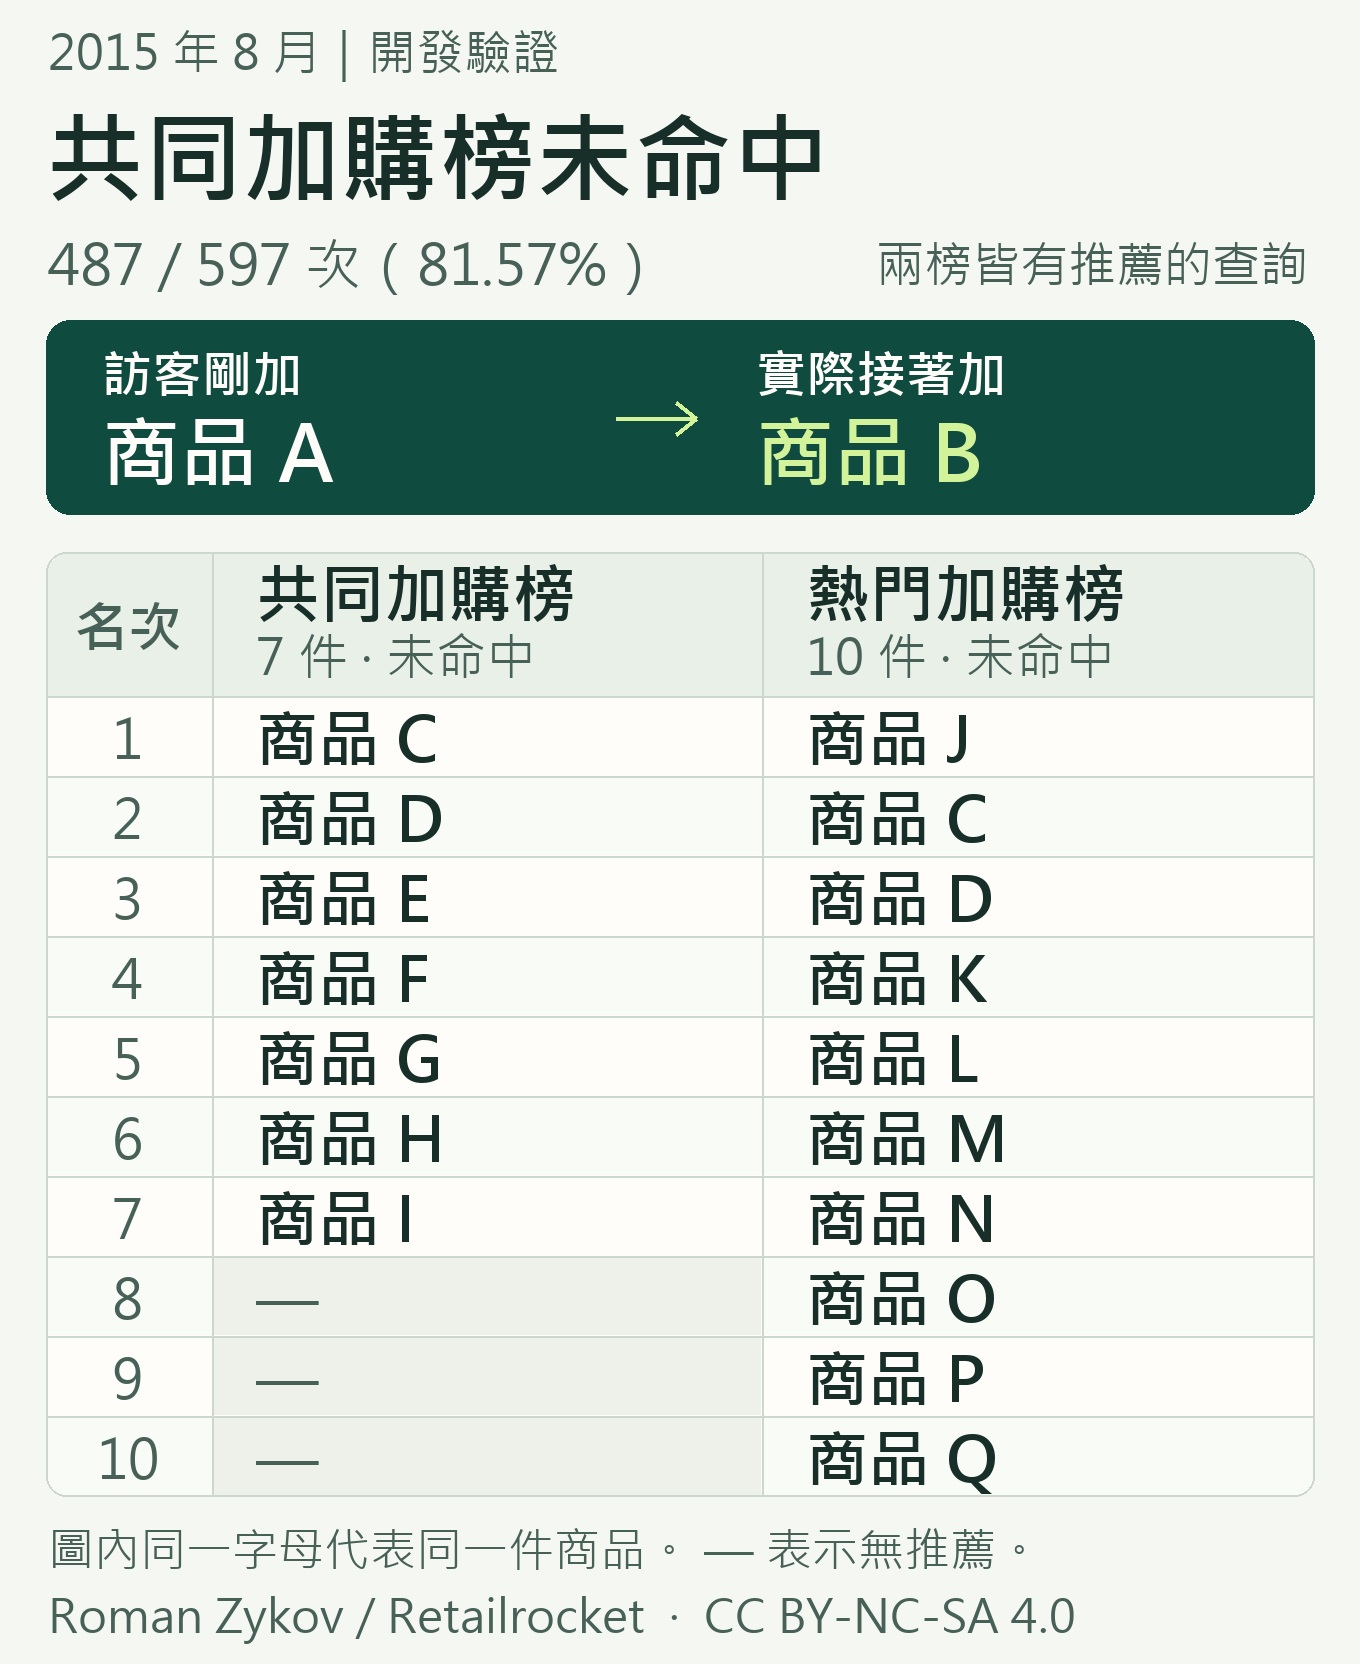 2015 年 8 月 | 開發驗證
共同加購榜未命中
487 / 597 次 ( 81.57% )
兩榜皆有推薦的查詢
訪客剛加
商品 A
→
實際接著加
商品 B
名次
共同加購榜
7 件 · 未命中
熱門加購榜
10 件 · 未命中
1 商品 C 商品 J
2 商品 D 商品 C
3 商品 E 商品 D
4 商品 F 商品 K
5 商品 G 商品 L
6 商品 H 商品 M
7 商品 I 商品 N
8 — 商品 O
9 — 商品 P
10 — 商品 Q
圖內同一字母代表同一件商品。 — 表示無推薦。
Roman Zykov / Retailrocket · CC BY-NC-SA 4.0